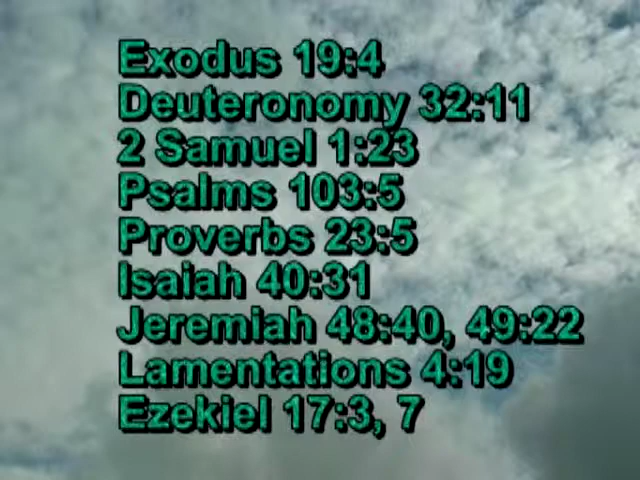 Exodus 19:4
Deuteronomy 32:11
2 Samuel 1:23
Psalms 103:5
Proverbs 23:5
Isaiah 40:31
Jeremiah 48:40, 49:22
Lamentations 4:19
Ezekiel 17:3, 7